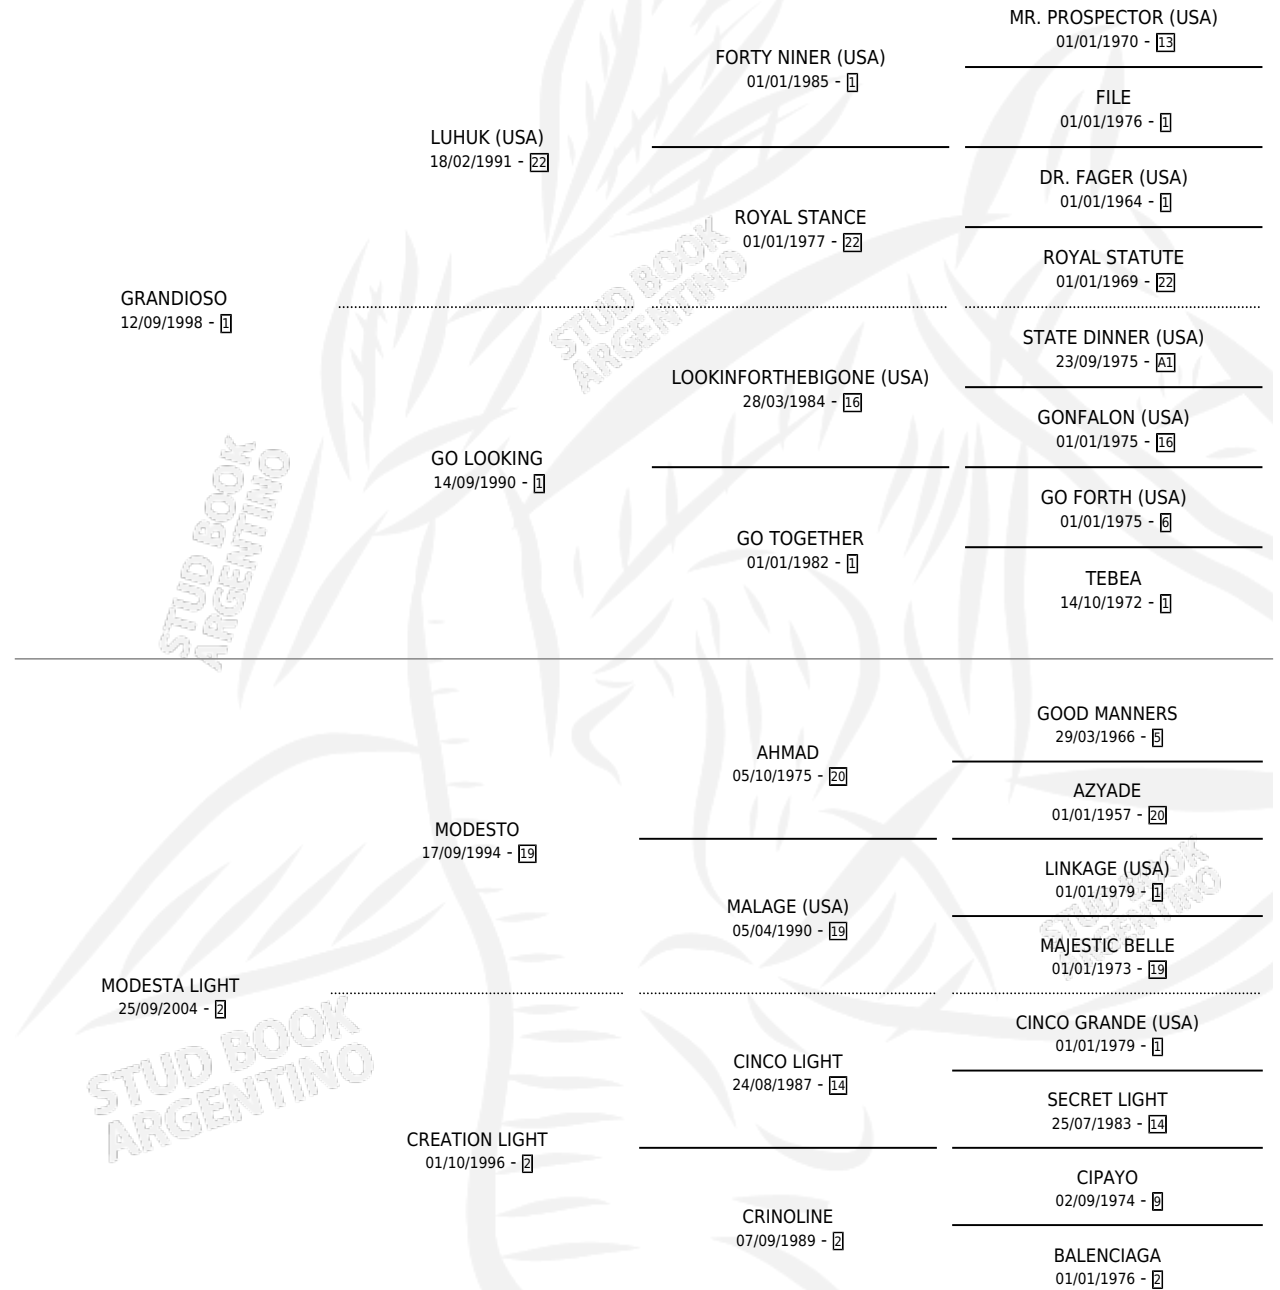 MR. PROSPECTOR (USA)
01/01/1970 - 13
FORTY NINER (USA)
01/01/1985 - 1
FILE
01/01/1976 - 1
LUHUK (USA)
18/02/1991 - 22
DR. FAGER (USA)
01/01/1964 - 1
ROYAL STANCE
01/01/1977 - 22
ROYAL STATUTE
01/01/1969 - 22
GRANDIOSO
12/09/1998 - 1
STATE DINNER (USA)
23/09/1975 - A1
LOOKINFORTHEBIGONE (USA)
28/03/1984 - 16
GONFALON (USA)
01/01/1975 - 16
GO LOOKING
14/09/1990 - 1
GO FORTH (USA)
01/01/1975 - 6
GO TOGETHER
01/01/1982 - 1
TEBEA
14/10/1972 - 1
GOOD MANNERS
29/03/1966 - 5
AHMAD
05/10/1975 - 20
AZYADE
01/01/1957 - 20
MODESTO
17/09/1994 - 19
LINKAGE (USA)
01/01/1979 - 1
MALAGE (USA)
05/04/1990 - 19
MAJESTIC BELLE
01/01/1973 - 19
MODESTA LIGHT
25/09/2004 - 2
CINCO GRANDE (USA)
01/01/1979 - 1
CINCO LIGHT
24/08/1987 - 14
SECRET LIGHT
25/07/1983 - 14
CREATION LIGHT
01/10/1996 - 2
CIPAYO
02/09/1974 - 9
CRINOLINE
07/09/1989 - 2
BALENCIAGA
01/01/1976 - 2
STUD BOOK
ARGENTINO
STUD BOOK
ARGENTINO
STUD BOOK
ARGENTINO
STUD BOOK
ARGENTINO